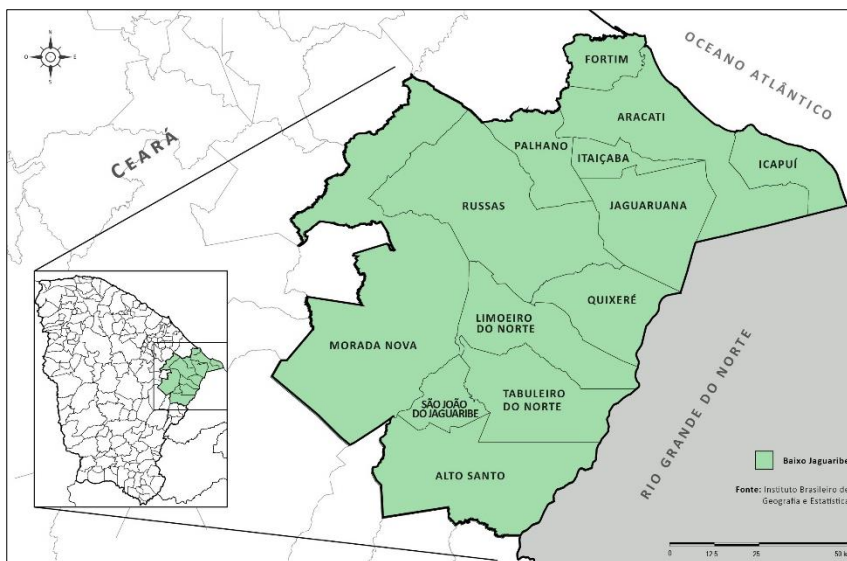 N
O
E
S
CEARÁ
OCEANO ATLÂNTICO
FORTIM
ARACATI
PALHANO
ITAIÇABA
ICAPUÍ
RUSSAS
JAGUARUANA
QUIXERÉ
LIMOEIRO
DO NORTE
MORADA NOVA
SÃO JOÃO
DO JAGUARIBE
TABULEIRO
DO NORTE
ALTO SANTO
RIO GRANDE DO NORTE
Baixo Jaguaribe
Fonte: Instituto Brasileiro de
Geografia e Estatística
0 12.5 25 50 k